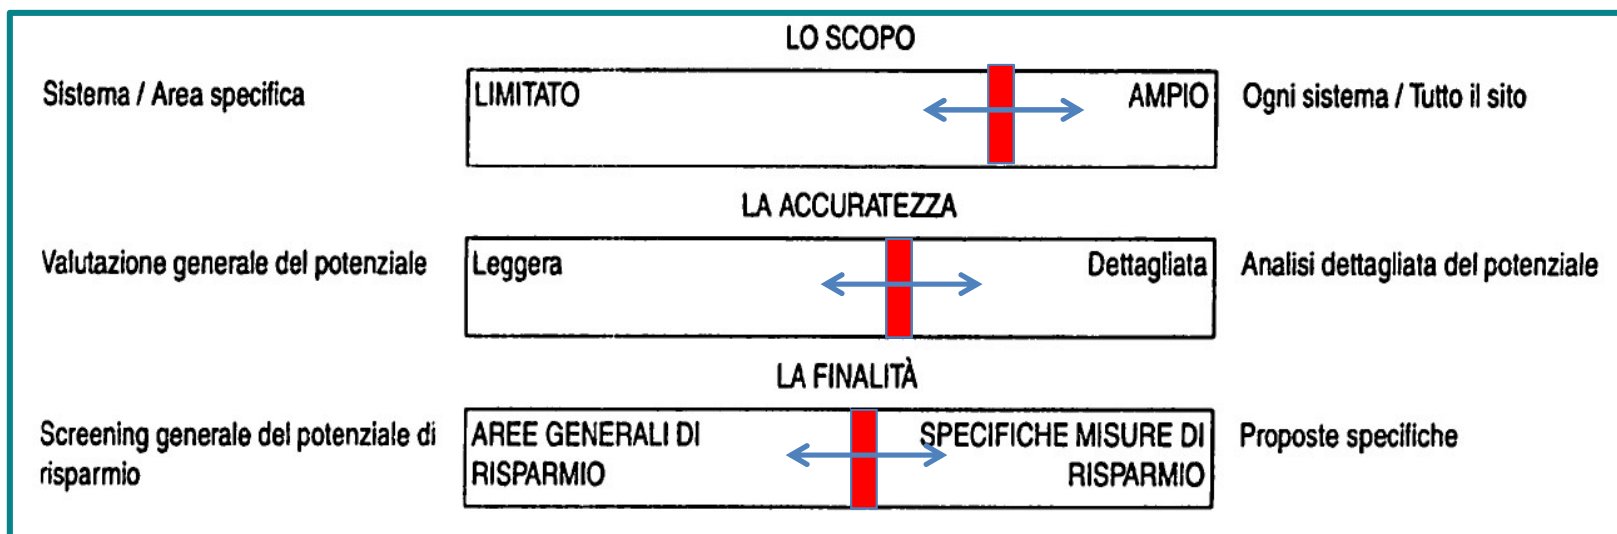 LO SCOPO
Sistema / Area specifica
LIMITATO
AMPIO
Ogni sistema / Tutto il sito
LA ACCURATEZZA
Valutazione generale del potenziale
Leggera
Dettagliata
Analisi dettagliata del potenziale
LA FINALITÀ
Screening generale del potenziale di
risparmio
AREE GENERALI DI
RISPARMIO
SPECIFICHE MISURE DI
RISPARMIO
Proposte specifiche